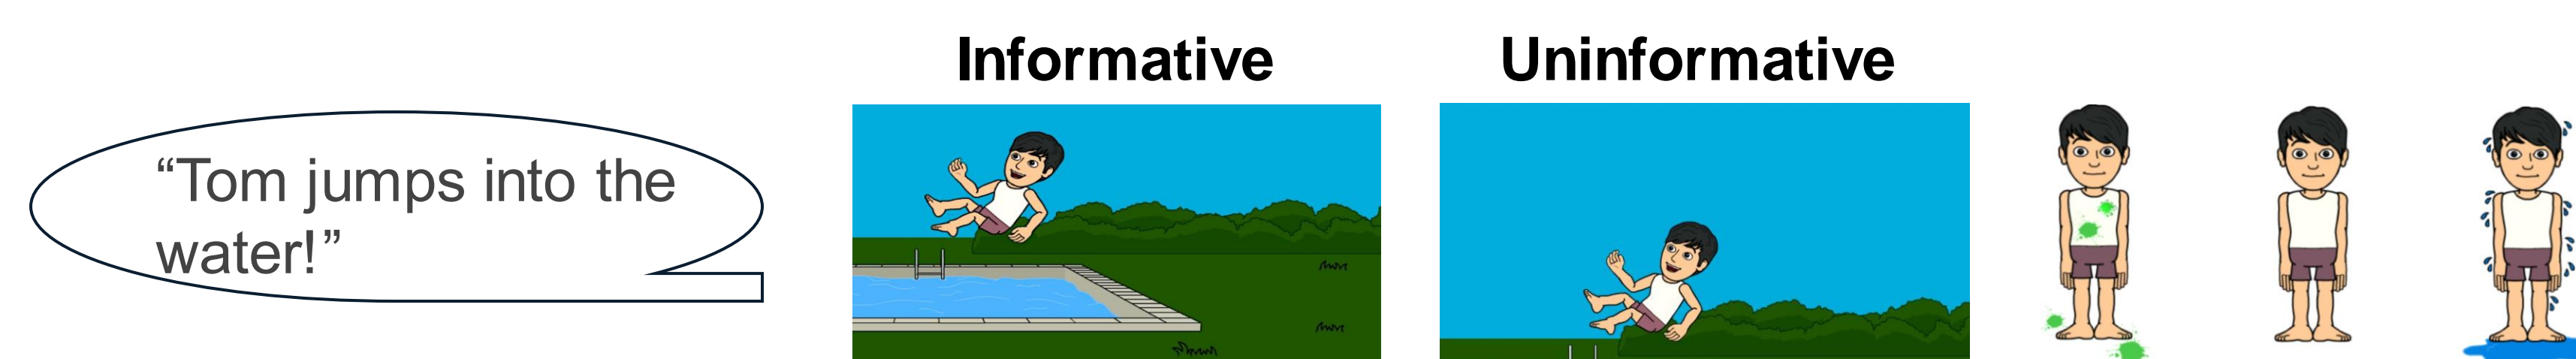 Informative
Uninformative
“Tom jumps into the
water!”